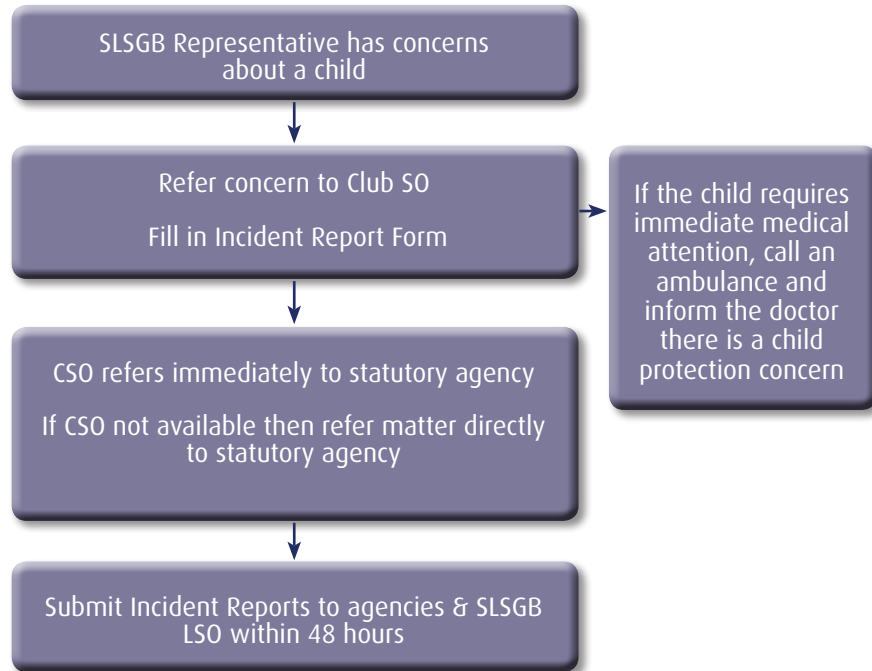 SLSGB Representative has concerns
about a child
Refer concern to Club SO
Fill in Incident Report Form
If the child requires
immediate medical
attention, call an
ambulance and
inform the doctor
there is a child
protection concern
CSO refers immediately to statutory agency
If CSO not available then refer matter directly
to statutory agency
Submit Incident Reports to agencies & SLSGB
LSO within 48 hours